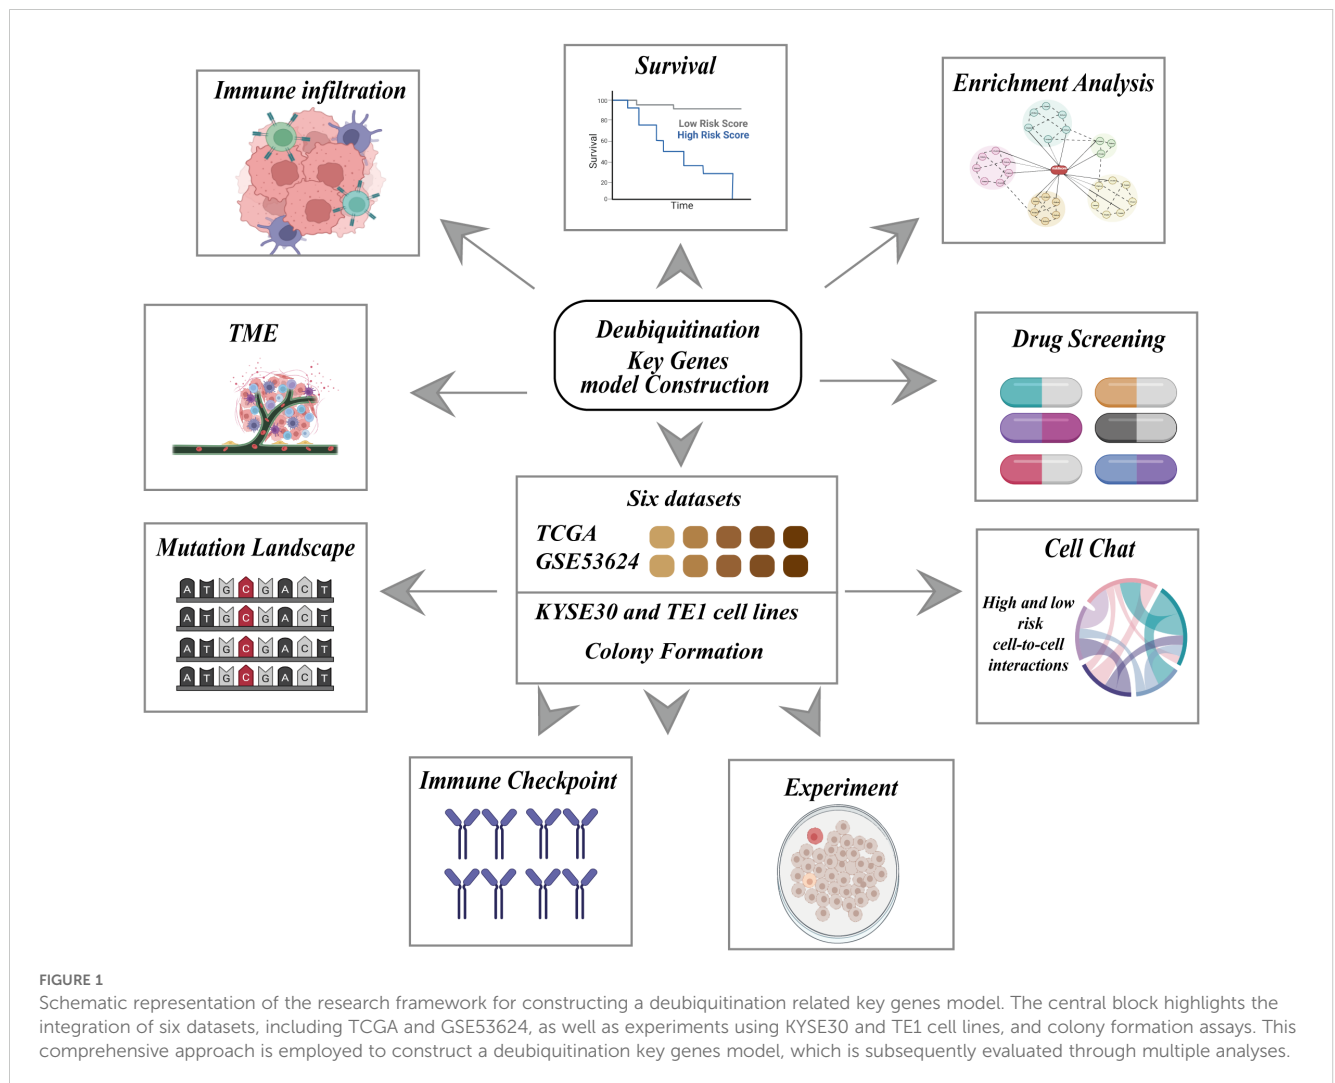 Immune infiltration
Survival
100
80
60
40
20
0
Survival
Low Risk Score
High Risk Score
Time
Enrichment Analysis
TME
Deubiquitination
Key Genes
model Construction
Drug Screening
Six datasets
TCGA
GSE53624
KYSE30 and TE1 cell lines
Colony Formation
Mutation Landscape
A T G C G A C T
A T G C G A C T
A T G C G A C T
A T G C G A C T
Cell Chat
High and low
risk
cell-to-cell
interactions
Immune Checkpoint
Experiment
FIGURE 1
Schematic representation of the research framework for constructing a deubiquitination related key genes model. The central block highlights the
integration of six datasets, including TCGA and GSE53624, as well as experiments using KYSE30 and TE1 cell lines, and colony formation assays. This
comprehensive approach is employed to construct a deubiquitination key genes model, which is subsequently evaluated through multiple analyses.